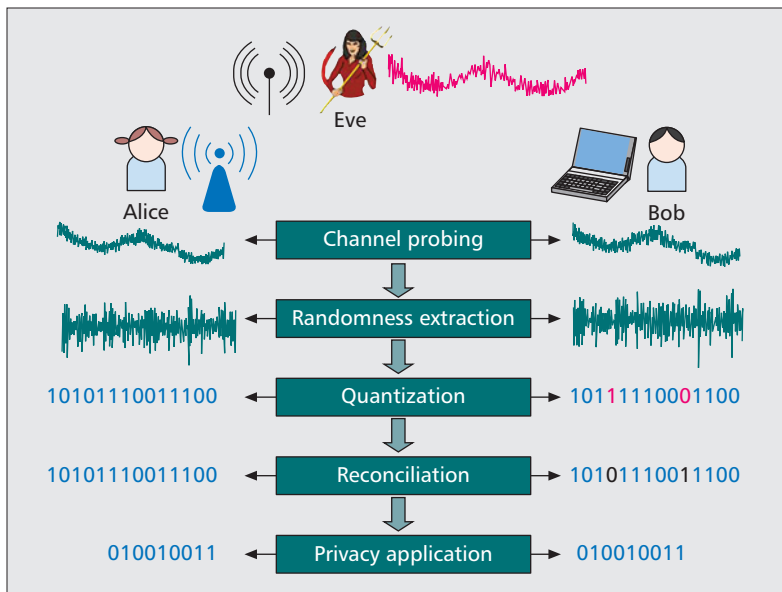 Eve
Alice
Bob
Channel probing
Randomness extraction
10101110011100 Quantization 10111110001100
10101110011100 Reconciliation 10101110011100
010010011 Privacy application 010010011